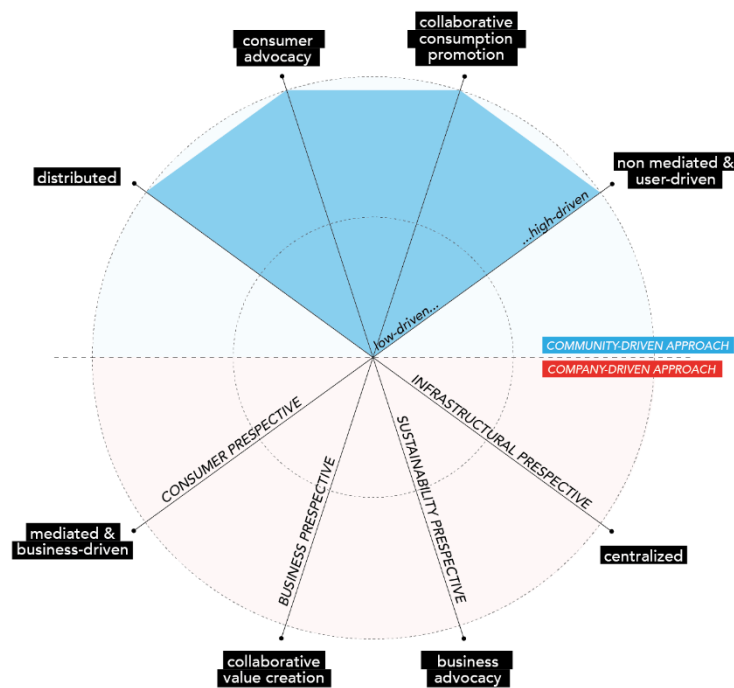 collaborative
consumption
promotion
consumer
advocacy
distributed
non mediated &
user-driven
...high-driven
low-driven...
COMMUNITY-DRIVEN APPROACH
COMPANY-DRIVEN APPROACH
CONSUMER PRESPECTIVE
BUSINESS PRESPECTIVE
SUSTAINABILITY PRESPECTIVE
INFRASTRUCTURAL PRESPECTIVE
mediated &
business-driven
centralized
collaborative
value creation
business
advocacy